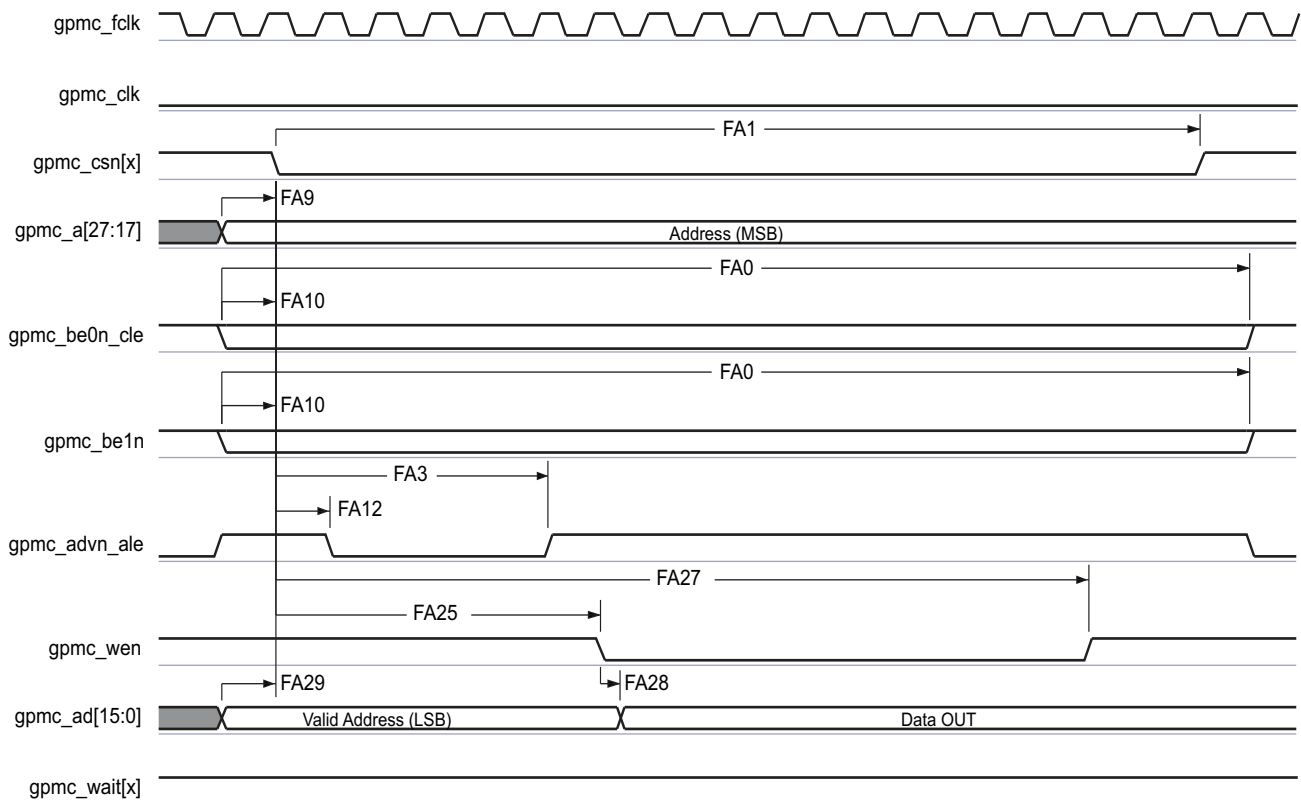 gpmc_fclk
gpmc_clk
FA1
gpmc_csn[x]
FA9
gpmc_a[27:17]
Address (MSB)
FA0
FA10
gpmc_be0n_cle
FA0
FA10
gpmc_be1n
FA3
FA12
gpmc_advn_ale
FA27
FA25
gpmc_wen
FA29
FA28
gpmc_ad[15:0]
Valid Address (LSB)
Data OUT
gpmc_wait[x]